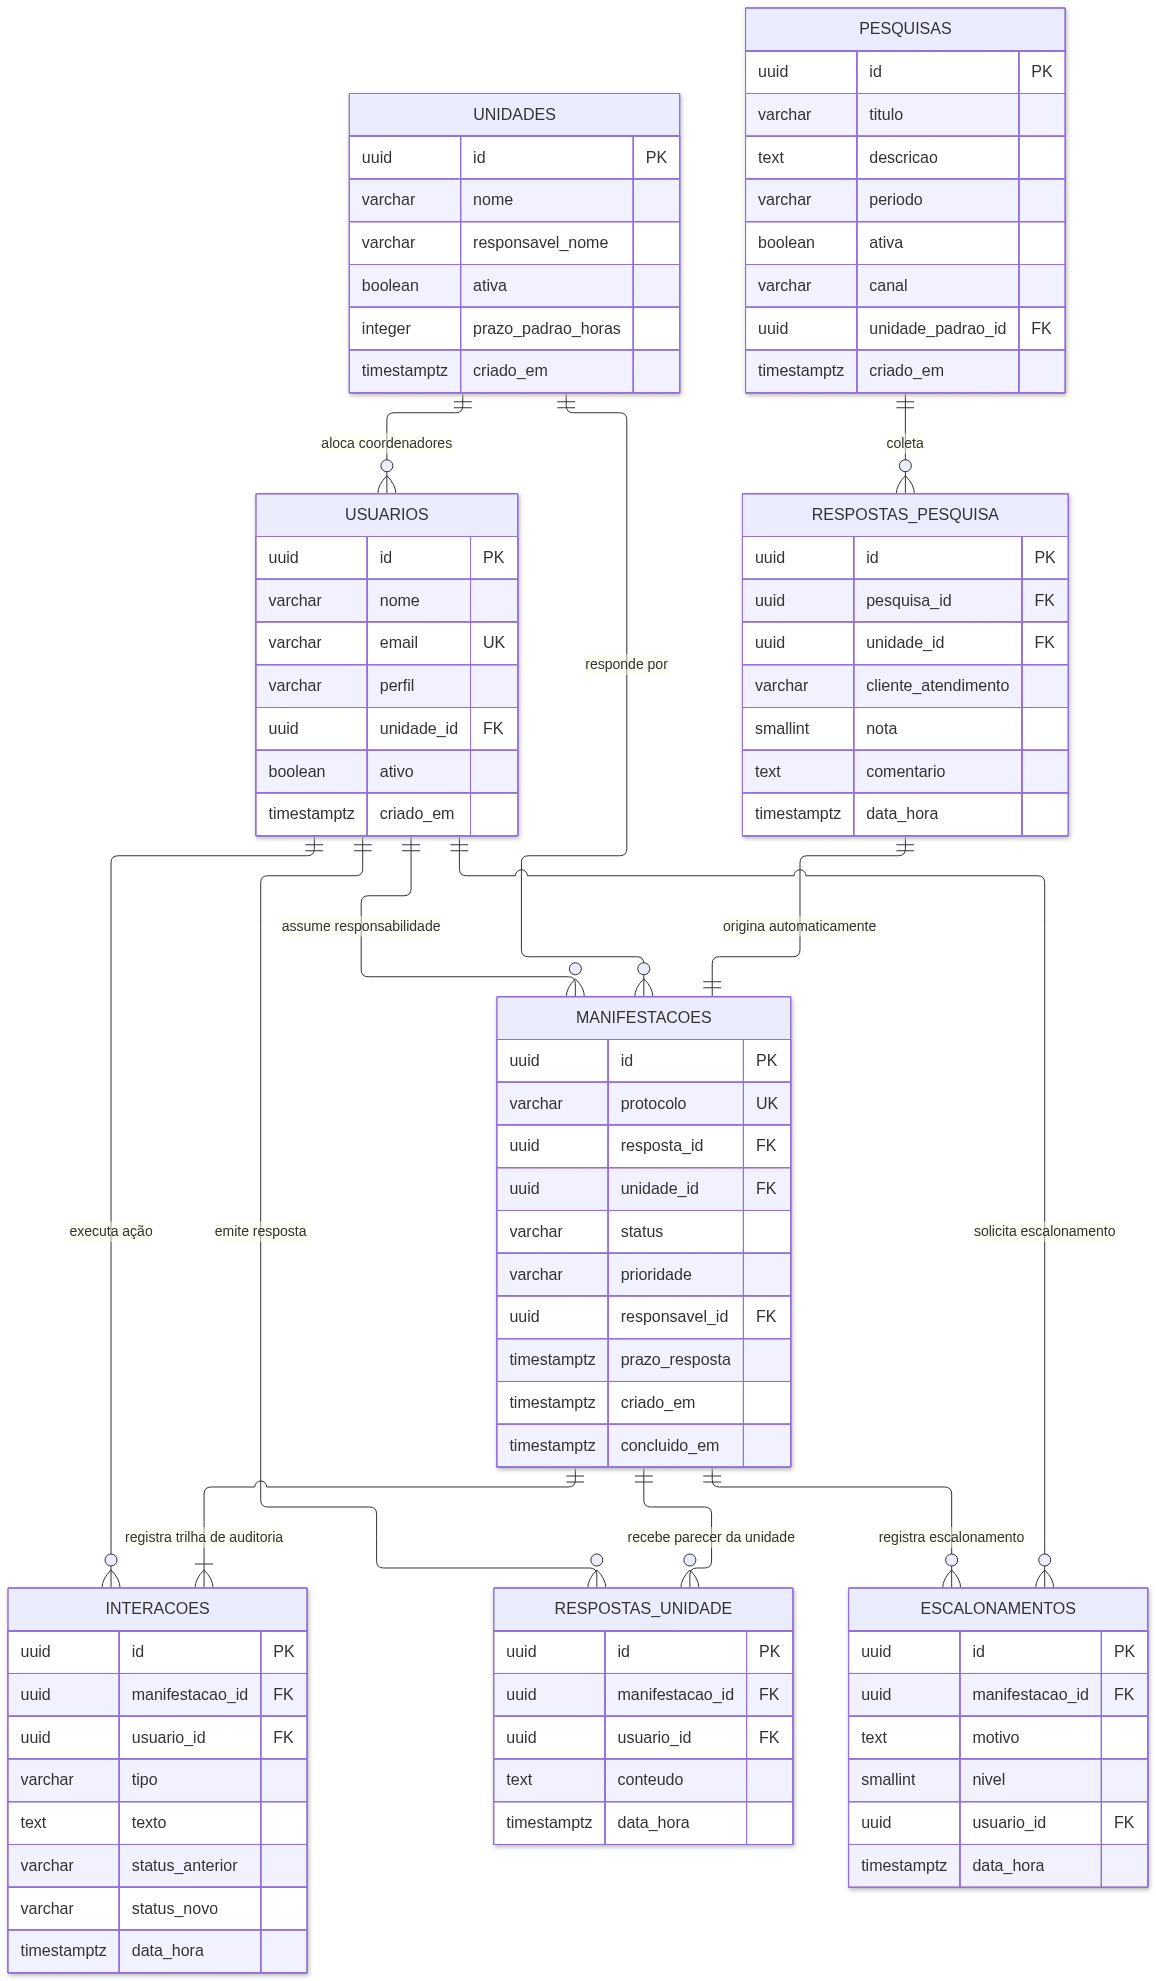 PESQUISAS
uuid id PK
varchar titulo
text descricao
varchar periodo
boolean ativa
varchar canal
uuid unidade_padrao_id FK
timestamptz criado_em
UNIDADES
uuid id PK
varchar nome
varchar responsavel_nome
boolean ativa
integer prazo_padrao_horas
timestamptz criado_em
aloca coordenadores
coleta
USUARIOS
uuid id PK
varchar nome
varchar email UK
varchar perfil
uuid unidade_id FK
boolean ativo
timestamptz criado_em
responde por
RESPOSTAS_PESQUISA
uuid id PK
uuid pesquisa_id FK
uuid unidade_id FK
varchar cliente_atendimento
smallint nota
text comentario
timestamptz data_hora
assume responsabilidade
origina automaticamente
MANIFESTACOES
uuid id PK
varchar protocolo UK
uuid resposta_id FK
uuid unidade_id FK
varchar status
varchar prioridade
uuid responsavel_id FK
timestamptz prazo_resposta
timestamptz criado_em
timestamptz concluido_em
executa ação
emite resposta
solicita escalonamento
registra trilha de auditoria
recebe parecer da unidade
registra escalonamento
INTERACOES
uuid id PK
uuid manifestacao_id FK
uuid usuario_id FK
varchar tipo
text texto
varchar status_anterior
varchar status_novo
timestamptz data_hora
RESPOSTAS_UNIDADE
uuid id PK
uuid manifestacao_id FK
uuid usuario_id FK
text conteudo
timestamptz data_hora
ESCALONAMENTOS
uuid id PK
uuid manifestacao_id FK
text motivo
smallint nivel
uuid usuario_id FK
timestamptz data_hora